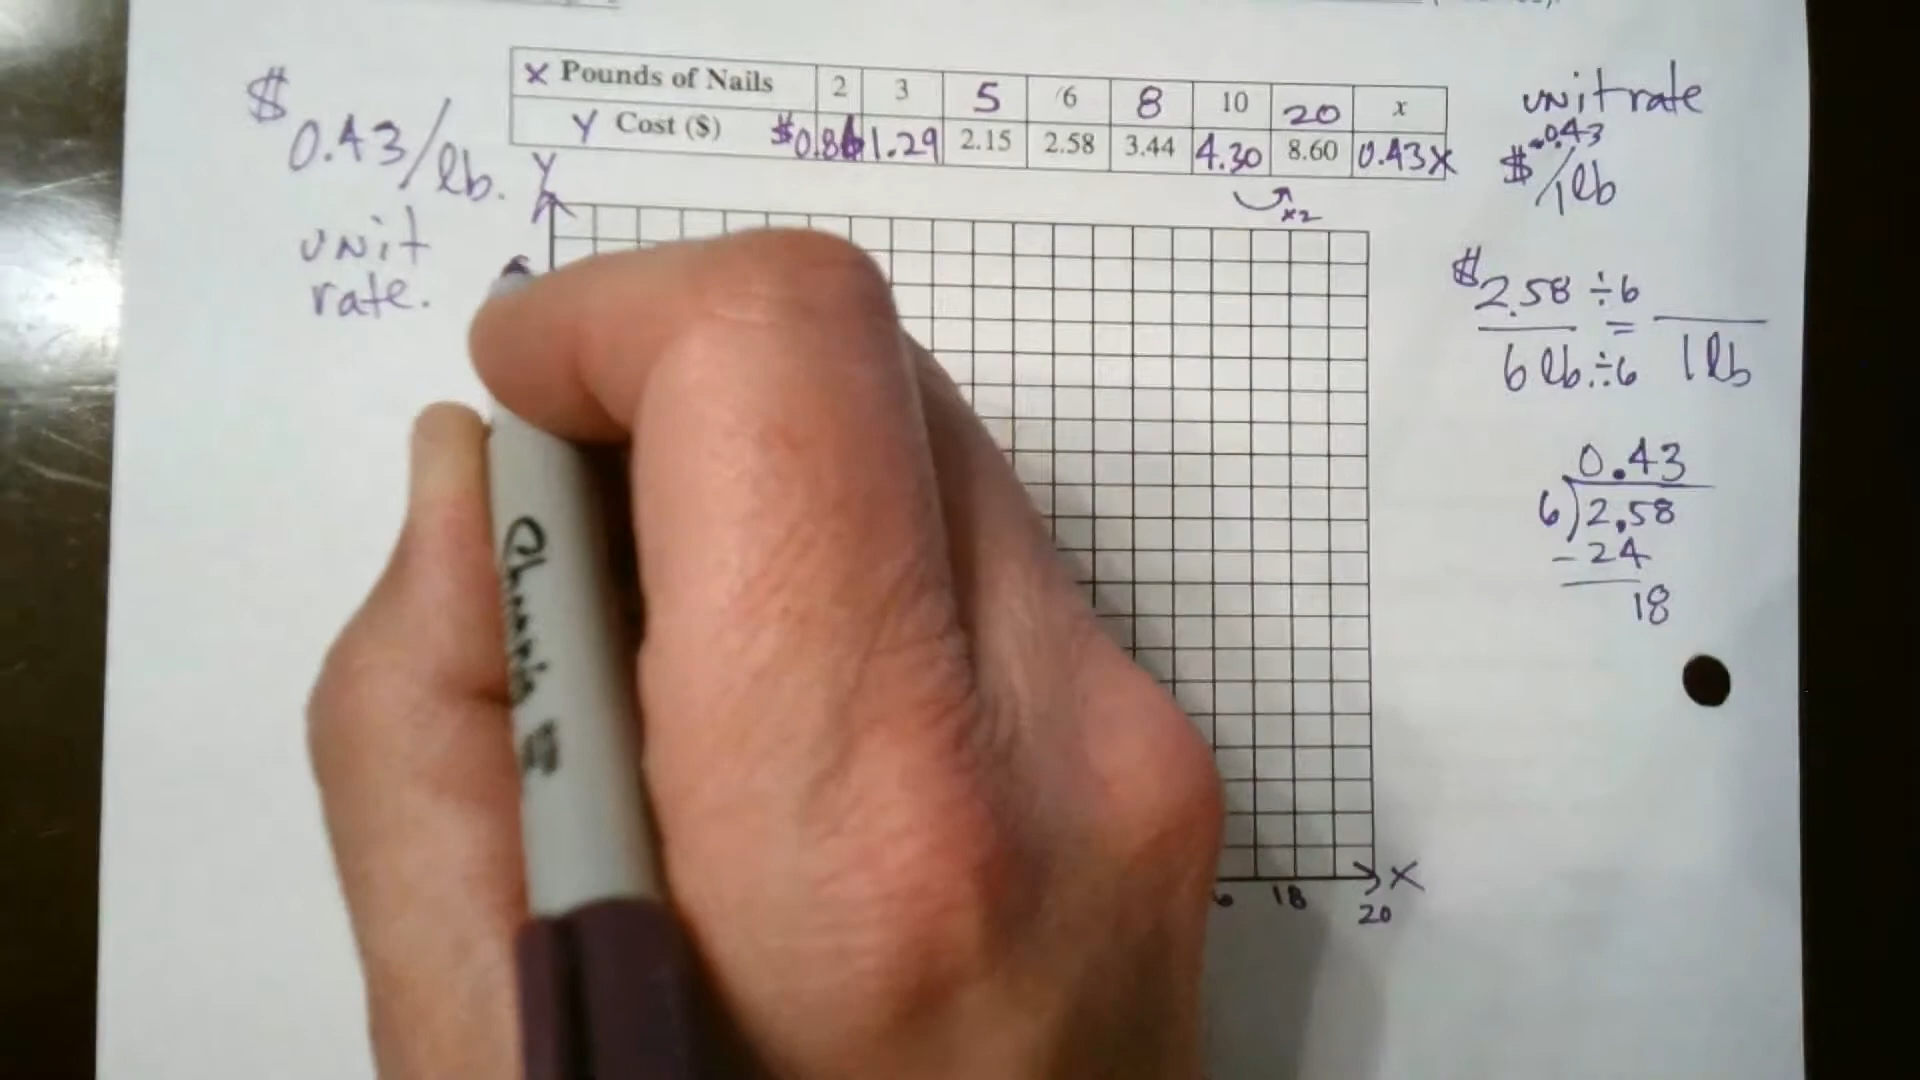 X Pounds of Nails 2 3 5 6 8 10 20 x
Y Cost ($) $0.86 1.29 2.15 2.58 3.44 4.30 8.60 0.43x
x2
$0.43/lb.
unit
rate.
Y
unit rate
$0.43/1lb
$2.58 ÷6
=
6 lb. ÷6 1 lb
0.43
6)2.58
-24
18
X
18 20